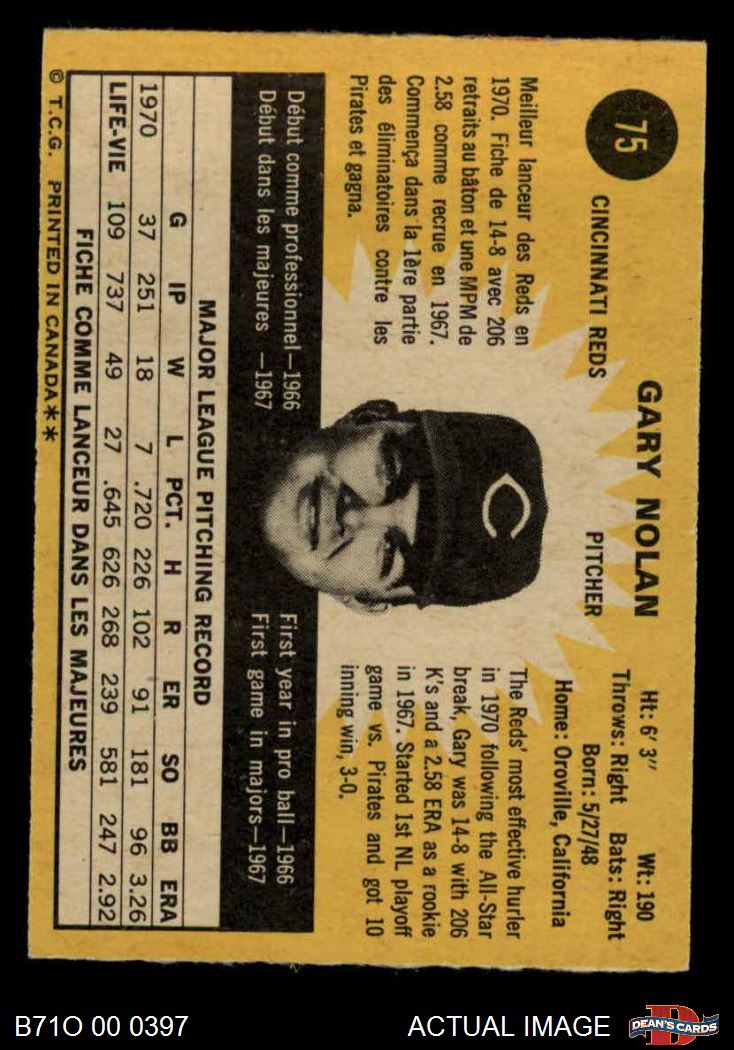 75
GARY NOLAN
CINCINNATI REDS
PITCHER
Ht: 6' 3" Wt: 190
Throws: Right Bats: Right
Born: 5/27/48
Home: Oroville, California
Meilleur lanceur des Reds en
1970. Fiche de 14-8 avec 206
retraits au bâton et une MPM de
2.58 comme recrue en 1967.
Commença dans la 1ère partie
des éliminatoires contre les
Pirates et gagna.
The Reds' most effective hurler
in 1970 following the All-Star
break, Gary was 14-8 with 206
K's and a 2.58 ERA as a rookie
in 1967. Started 1st NL playoff
game vs. Pirates and got 10
inning win, 3-0.
C
Début comme professionnel—1966
Début dans les majeures —1967
First year in pro ball—1966
First game in majors—1967
MAJOR LEAGUE PITCHING RECORD
G IP W L PCT. H R ER SO BB ERA
1970 37 251 18 7 .720 226 102 91 181 96 3.26
LIFE-VIE 109 737 49 27 .645 626 268 239 581 247 2.92
FICHE COMME LANCEUR DANS LES MAJEURES
© T.C.G. PRINTED IN CANADA**
B71O 00 0397
ACTUAL IMAGE
D
DEAN'S CARDS